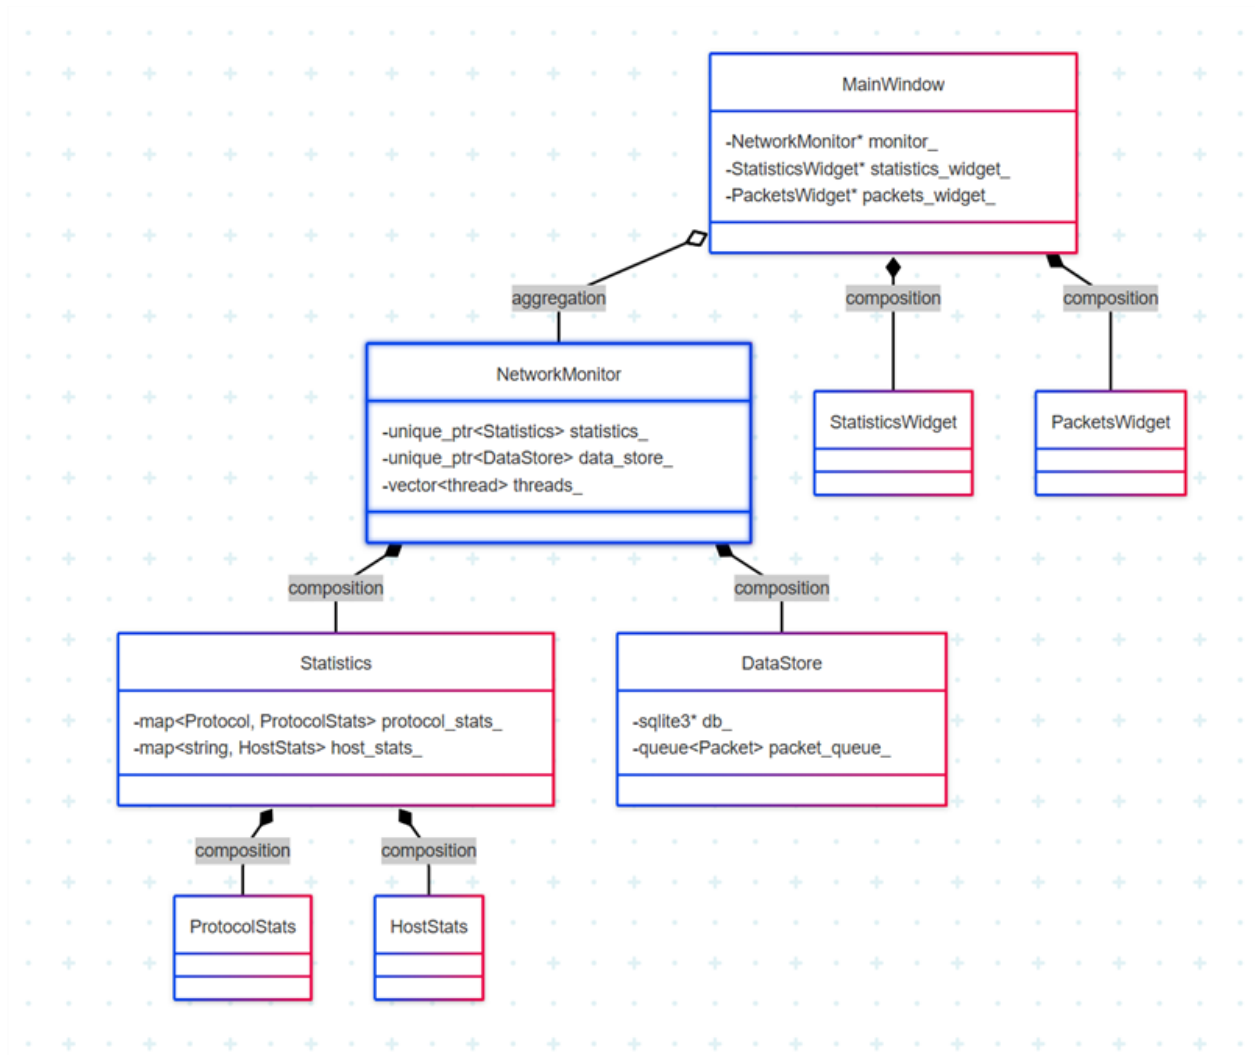 MainWindow
-NetworkMonitor* monitor_
-StatisticsWidget* statistics_widget_
-PacketsWidget* packets_widget_
aggregation
composition
composition
NetworkMonitor
-unique_ptr<Statistics> statistics_
-unique_ptr<DataStore> data_store_
-vector<thread> threads_
StatisticsWidget
PacketsWidget
composition
composition
Statistics
-map<Protocol, ProtocolStats> protocol_stats_
-map<string, HostStats> host_stats_
DataStore
-sqlite3* db_
-queue<Packet> packet_queue_
composition
composition
ProtocolStats
HostStats